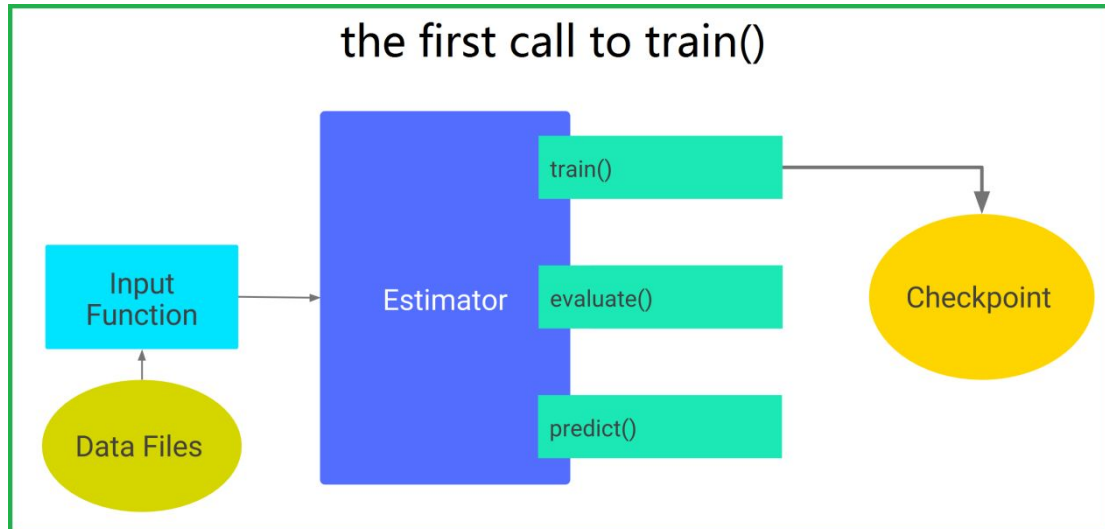 the first call to train()
train()
Input
Function
Estimator
evaluate()
Checkpoint
Data Files
predict()